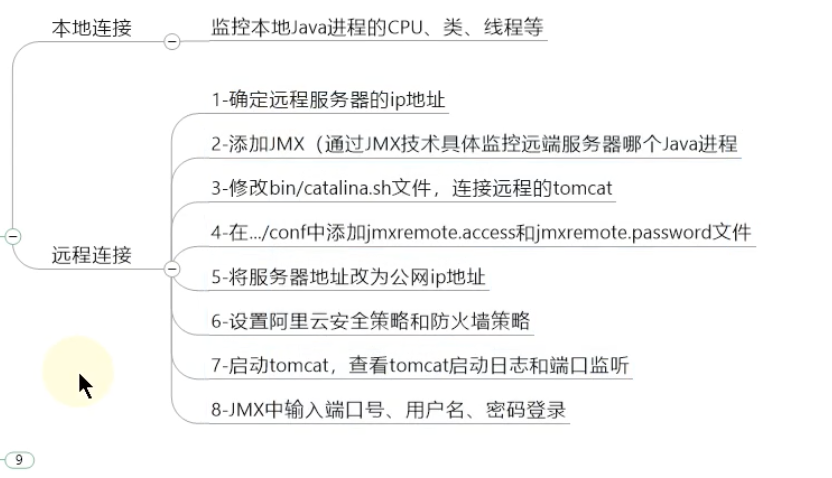 本地连接
监控本地Java进程的CPU、类、线程等
远程连接
1-确定远程服务器的ip地址
2-添加JMX（通过JMX技术具体监控远端服务器哪个Java进程
3-修改bin/catalina.sh文件，连接远程的tomcat
4-在.../conf中添加jmxremote.access和jmxremote.password文件
5-将服务器地址改为公网ip地址
6-设置阿里云安全策略和防火墙策略
7-启动tomcat，查看tomcat启动日志和端口监听
8-JMX中输入端口号、用户名、密码登录
9